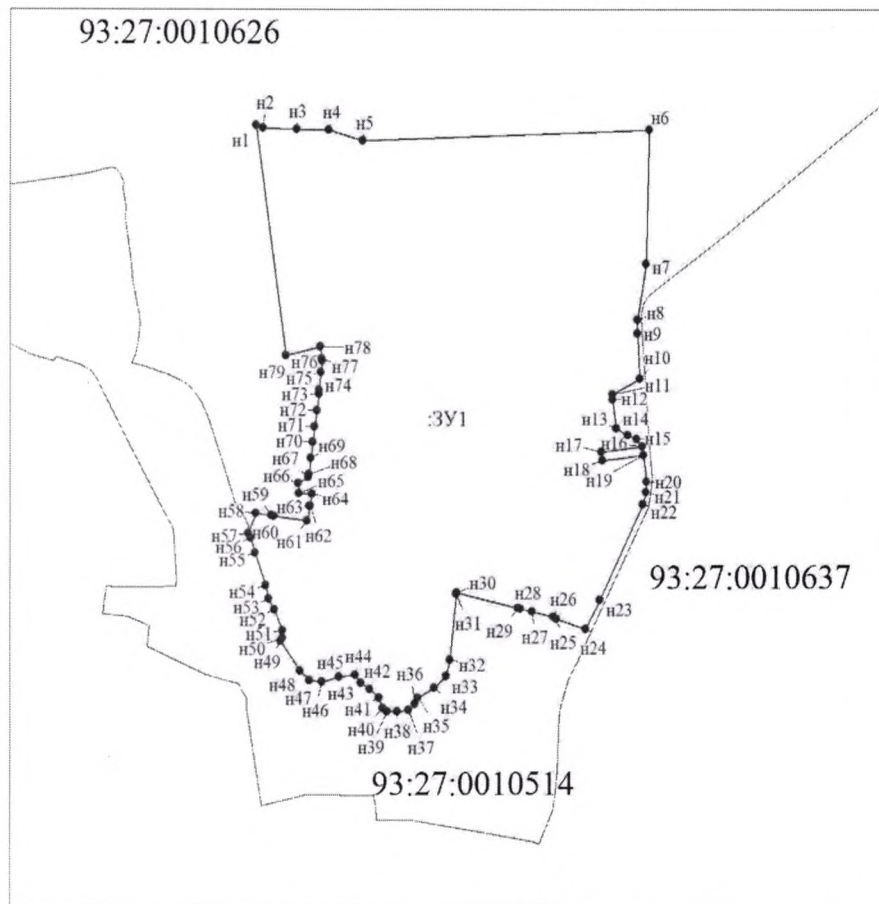 93:27:0010626
н2
н1
н3
н4
н5
н6
н7
н8
н9
н10
н11
н12
н13
н14
н15
н16
н17
н18
н19
н20
н21
н22
н79
н76
н75
н73
н72
н71
н70
н67
н66
н78
н77
н74
н69
н68
н65
н64
н63
н62
н61
н60
н59
н58
н57
н56
н55
н54
н53
н52
н51
н50
н49
н48
н47
н46
н45
н44
н43
н42
н41
н40
н39
н38
н37
н36
н35
н34
н33
н32
н31
н30
н29
н28
н27
н26
н25
н24
н23
:ЗУ1
93:27:0010637
93:27:0010514